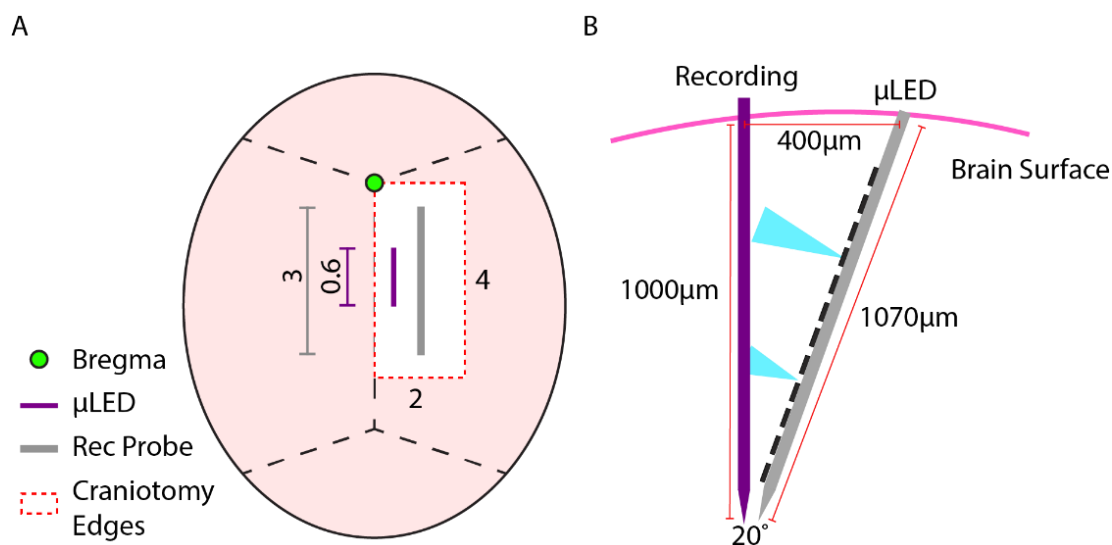 A
3
0.6
4
2
Bregma
µLED
Rec Probe
Craniotomy
Edges
B
Recording
µLED
400µm
Brain Surface
1000µm
1070µm
20°